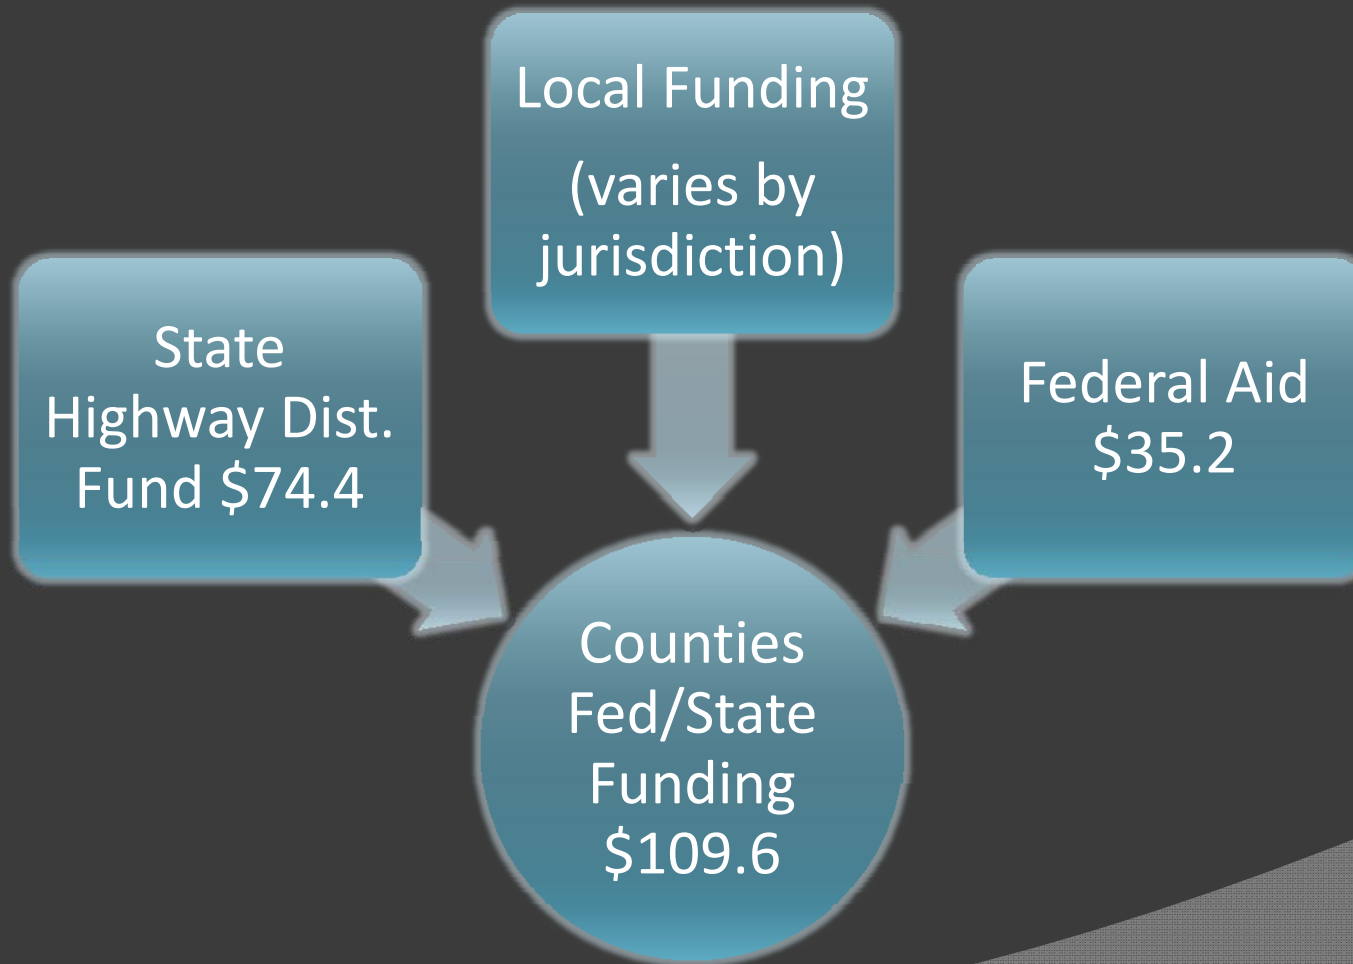 Local Funding
(varies by
jurisdiction)
State
Highway Dist.
Fund $74.4
Federal Aid
$35.2
Counties
Fed/State
Funding
$109.6